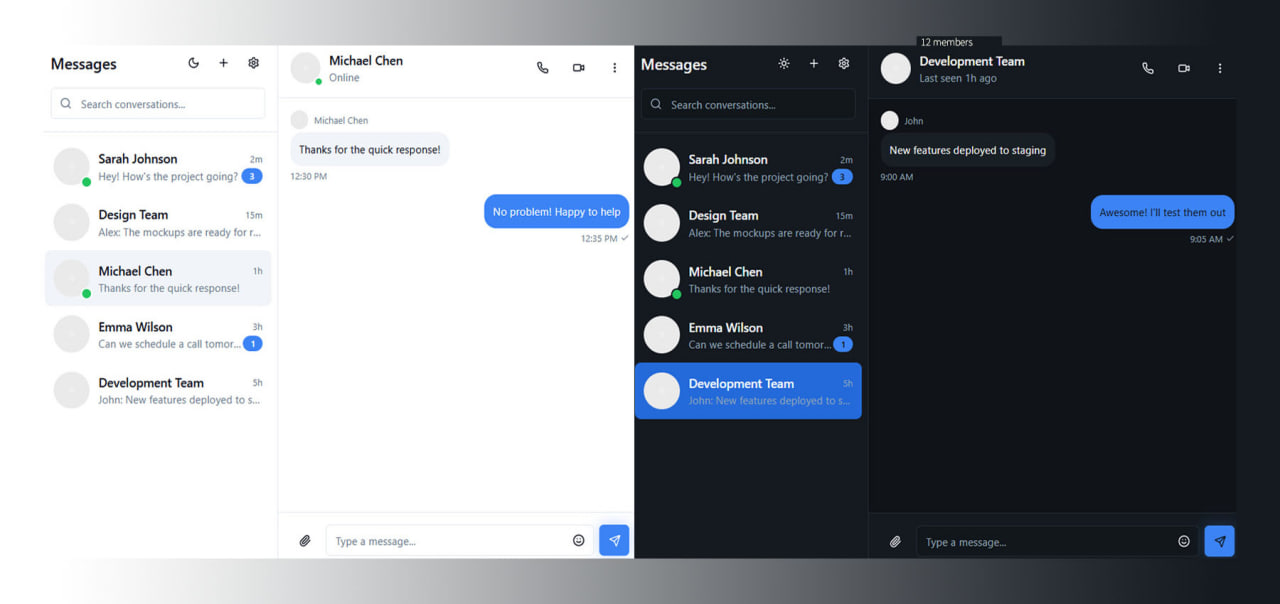 Messages
Search conversations...
Sarah Johnson 2m
Hey! How's the project going? 3
Design Team 15m
Alex: The mockups are ready for r...
Michael Chen 1h
Thanks for the quick response!
Emma Wilson 3h
Can we schedule a call tomor... 1
Development Team 5h
John: New features deployed to s...
Michael Chen
Online
Michael Chen
Thanks for the quick response!
12:30 PM
No problem! Happy to help
12:35 PM
Type a message...
Messages
Search conversations...
Sarah Johnson 2m
Hey! How's the project going? 3
Design Team 15m
Alex: The mockups are ready for r...
Michael Chen 1h
Thanks for the quick response!
Emma Wilson 3h
Can we schedule a call tomor... 1
Development Team 5h
John: New features deployed to s...
12 members
Development Team
Last seen 1h ago
John
New features deployed to staging
9:00 AM
Awesome! I'll test them out
9:05 AM
Type a message...